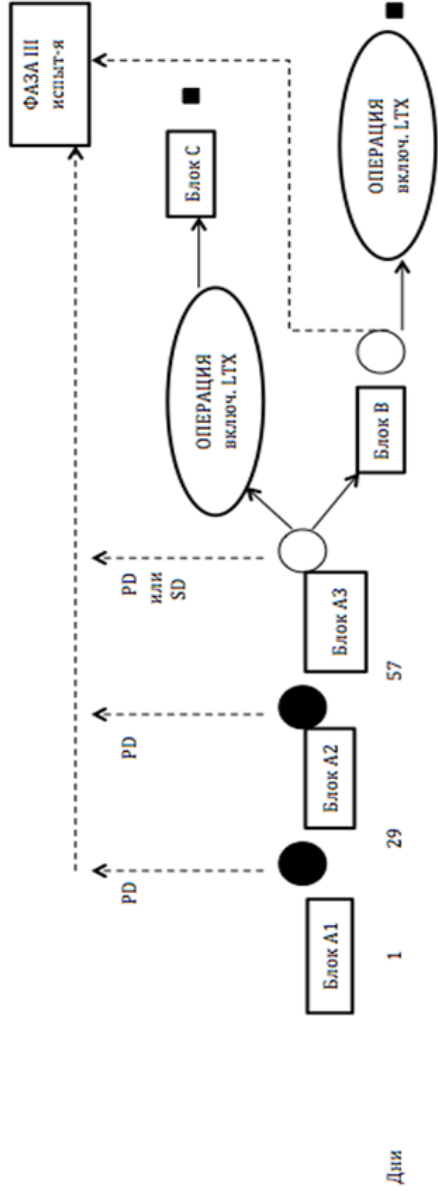 ФАЗА III
испыт-я
PD
PD
PD
или
SD
ОПЕРАЦИЯ
включ. LTX
Блок С
Блок А1
Блок А2
Блок А3
Блок В
ОПЕРАЦИЯ
включ. LTX
Дни
1
29
57